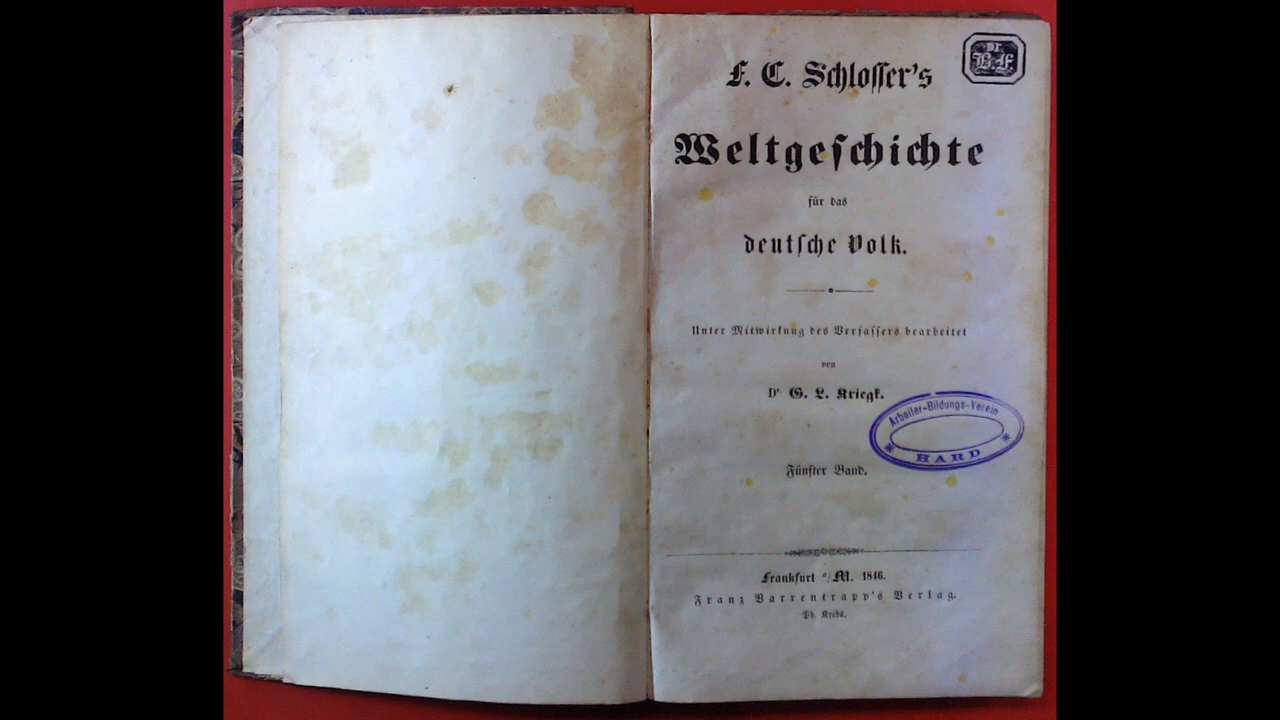 F. C. Schlosser's
Weltgeschichte
für das
deutsche Volk.
Unter Mitwirkung des Verfassers bearbeitet
von
Dr. G. L. Kriegk.
Arbeiter-Bildungs-Verein
HARD
Fünfter Band.
Frankfurt a/M. 1846.
Franz Varrentrapp's Verlag.
Ph. Krebs.